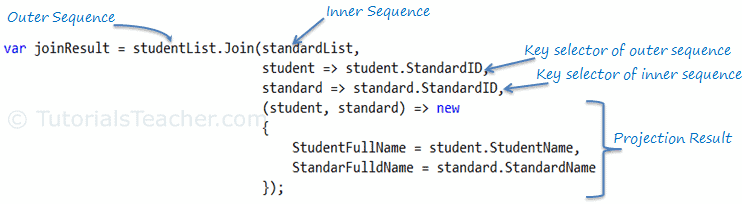 Outer Sequence
Inner Sequence
var joinResult = studentList.Join(standardList,
student => student.StandardID,
Key selector of outer sequence
standard => standard.StandardID,
Key selector of inner sequence
(student, standard) => new
© TutorialsTeacher.com
{
StudentFullName = student.StudentName,
Projection Result
StandarFulldName = standard.StandardName
});